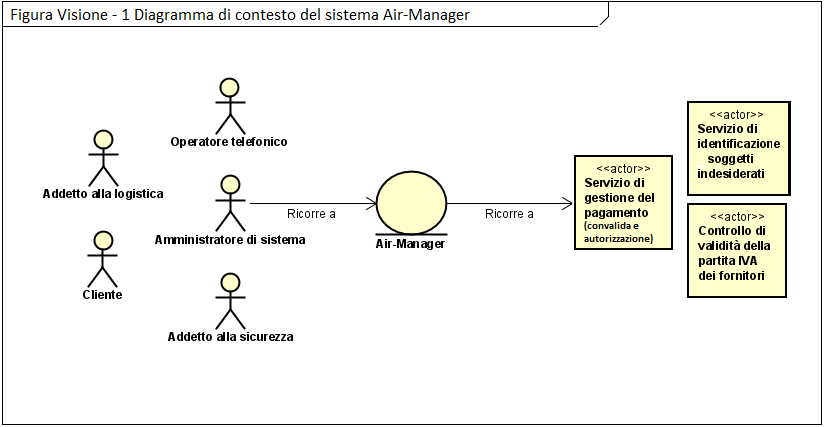 Figura Visione - 1 Diagramma di contesto del sistema Air-Manager
Operatore telefonico
Addetto alla logistica
Amministratore di sistema
Cliente
Addetto alla sicurezza
Ricorre a
Air-Manager
Ricorre a
<<actor>>
Servizio di
gestione del
pagamento
(convalida e
autorizzazione)
<<actor>>
Servizio di
identificazione
soggetti
indesiderati
<<actor>>
Controllo di
validità della
partita IVA
dei fornitori